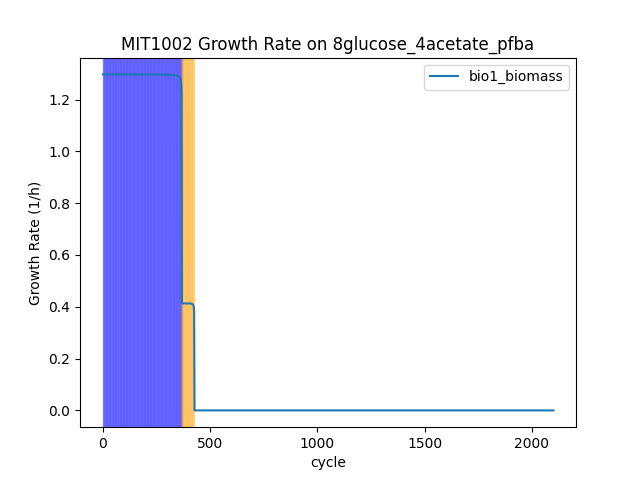 MIT1002 Growth Rate on 8glucose_4acetate_pfba
bio1_biomass
Growth Rate (1/h)
1.2
1.0
0.8
0.6
0.4
0.2
0.0
0 500 1000 1500 2000
cycle